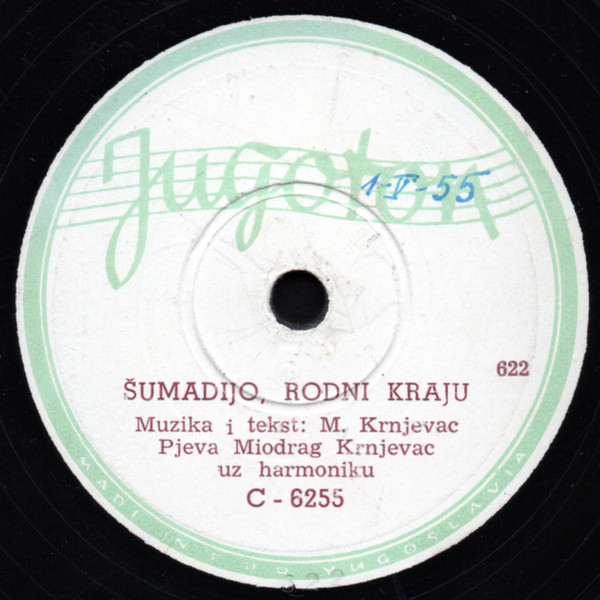 Jugoton
1-V-55
622
ŠUMADIJO, RODNI KRAJU
Muzika i tekst: M. Krnjevac
Pjeva Miodrag Krnjevac
uz harmoniku
C - 6255
MADE IN FPR YUGOSLAVIA